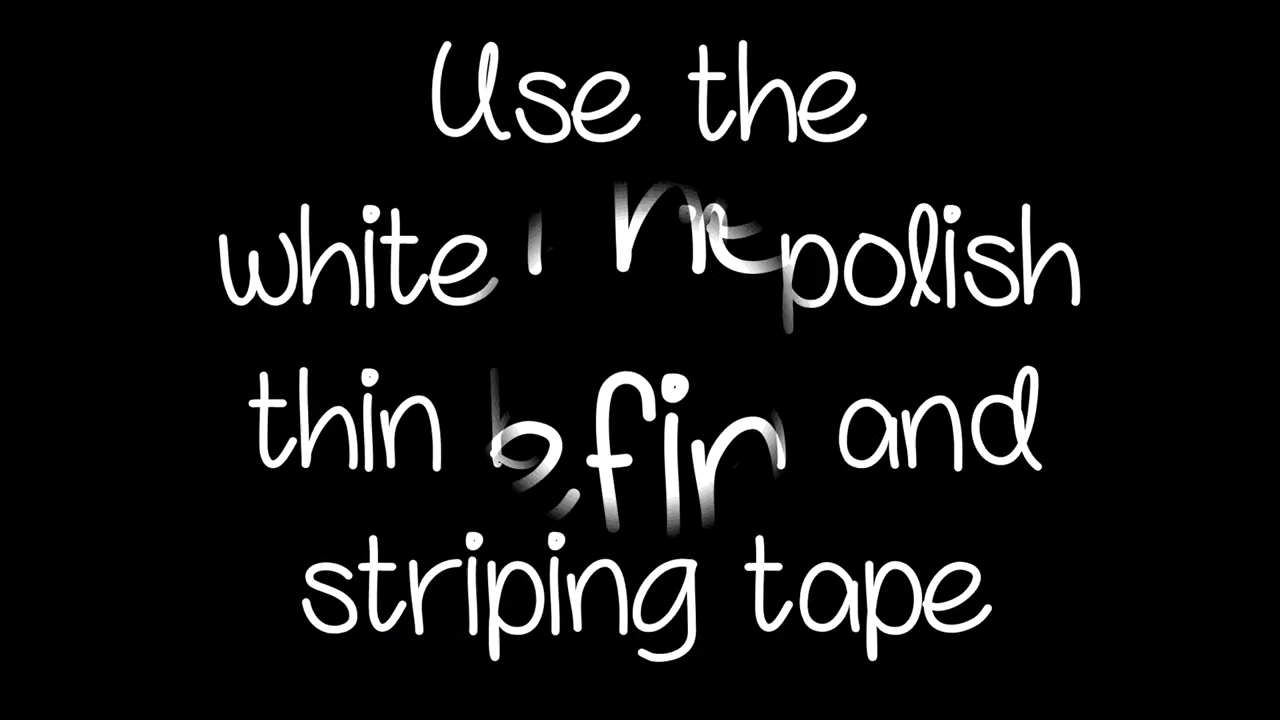 Use the
white polish
thin and
striping tape